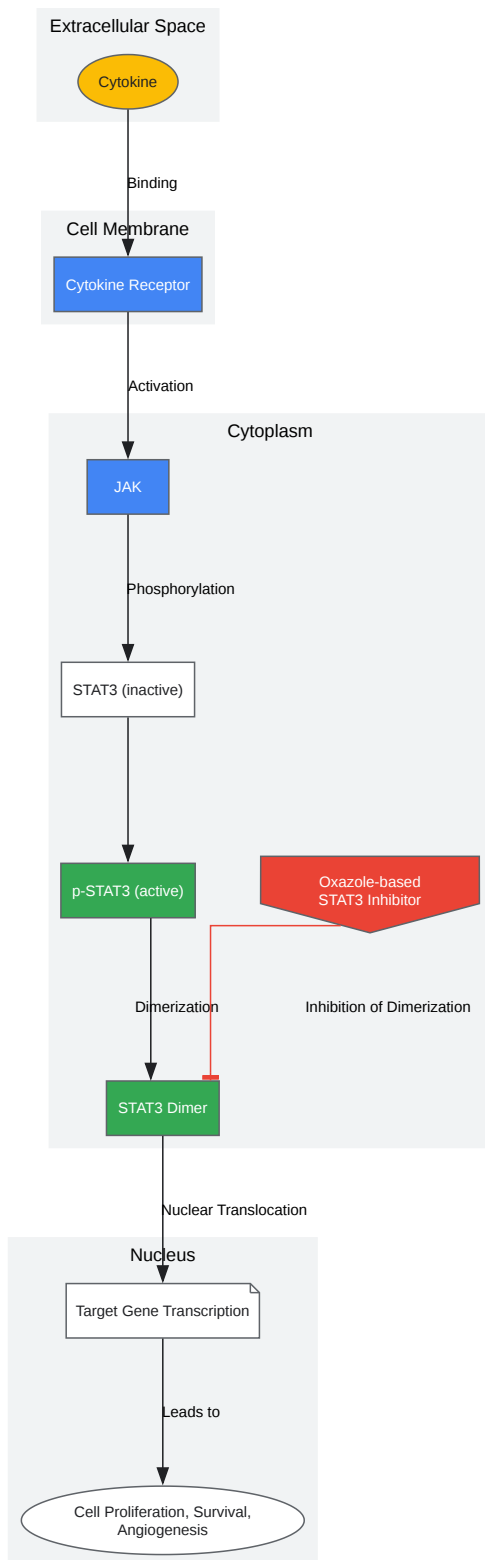 Extracellular Space
Cytokine
Binding
Cell Membrane
Cytokine Receptor
Activation
Cytoplasm
JAK
Phosphorylation
STAT3 (inactive)
p-STAT3 (active)
Oxazole-based
STAT3 Inhibitor
Dimerization
Inhibition of Dimerization
STAT3 Dimer
Nuclear Translocation
Nucleus
Target Gene Transcription
Leads to
Cell Proliferation, Survival,
Angiogenesis